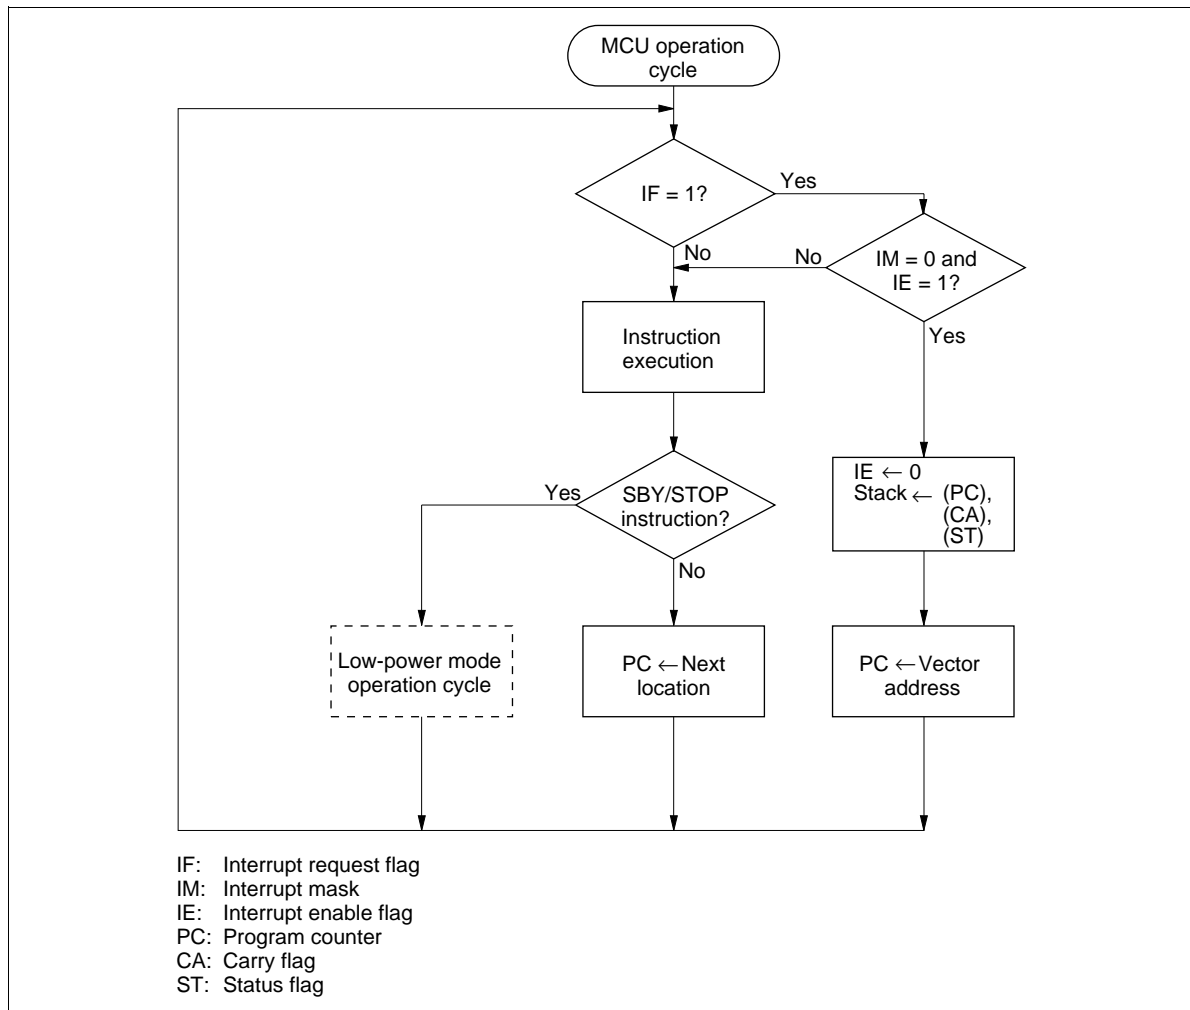 MCU operation
cycle
IF = 1?
Yes
No
No
IM = 0 and
IE = 1?
Yes
Instruction
execution
IE ← 0
Stack ← (PC),
(CA),
(ST)
Yes
SBY/STOP
instruction?
No
Low-power mode
operation cycle
PC ← Next
location
PC ← Vector
address
IF: Interrupt request flag
IM: Interrupt mask
IE: Interrupt enable flag
PC: Program counter
CA: Carry flag
ST: Status flag